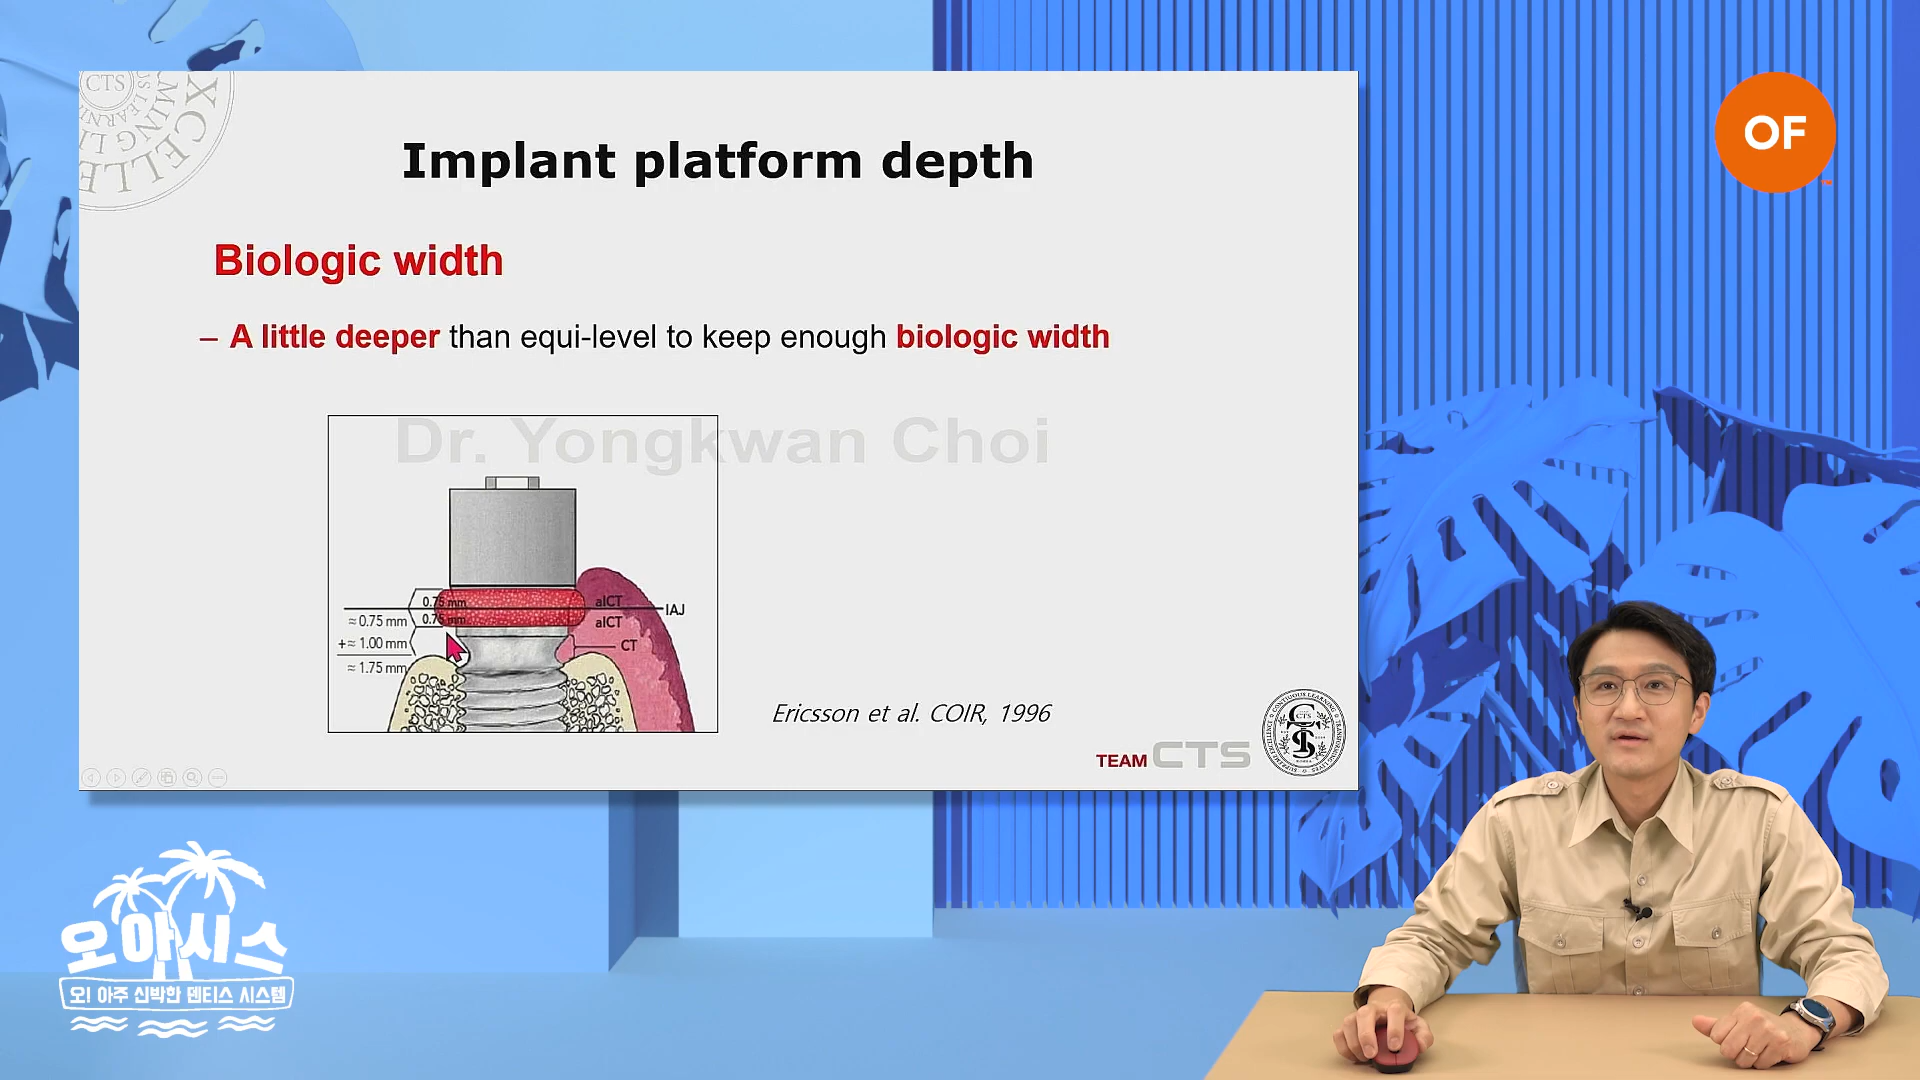 CTS
Implant platform depth
OF
Biologic width
– A little deeper than equi-level to keep enough biologic width
Dr. Yongkwan Choi
0.75 mm
aICT
IAJ
≈ 0.75 mm
0.75 mm
aICT
+≈ 1.00 mm
CT
≈ 1.75 mm
Ericsson et al. COIR, 1996
TEAM CTS
오아시스
오! 아주 신박한 덴티스 시스템